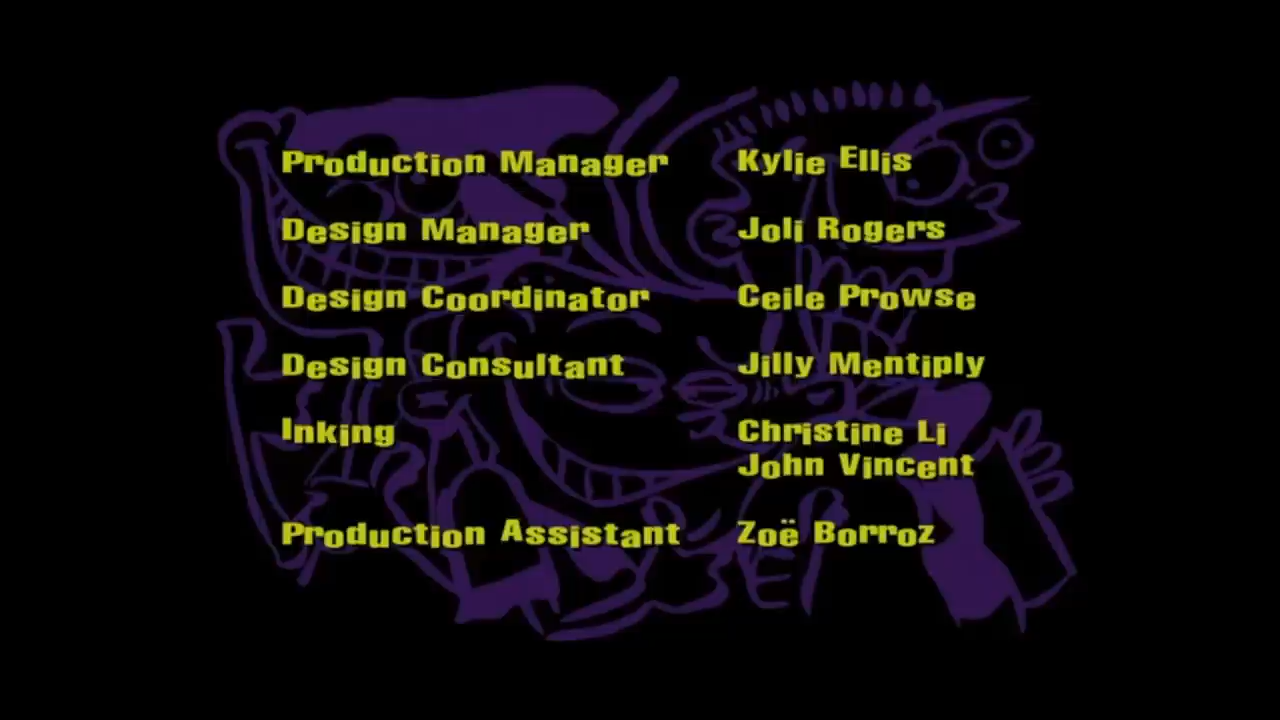 Production Manager Kylie Ellis
Design Manager Joli Rogers
Design Coordinator Ceile Prowse
Design Consultant Jilly Mentiply
Inking Christine Li
John Vincent
Production Assistant Zoë Borroz